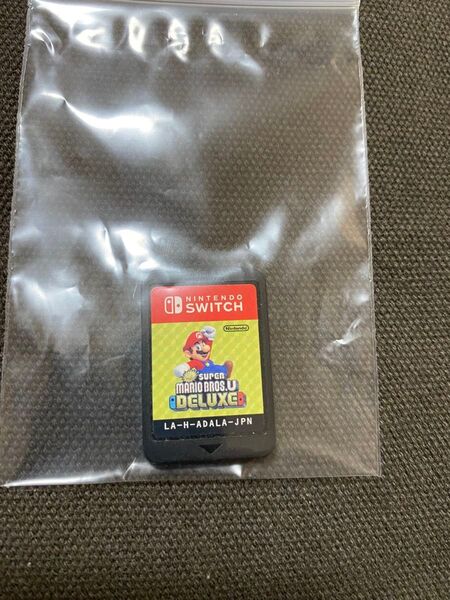 NINTENDO
SWITCH
Nintendo
SUPER
MARIO BROS. U
DELUXE
LA-H-ADALA-JPN